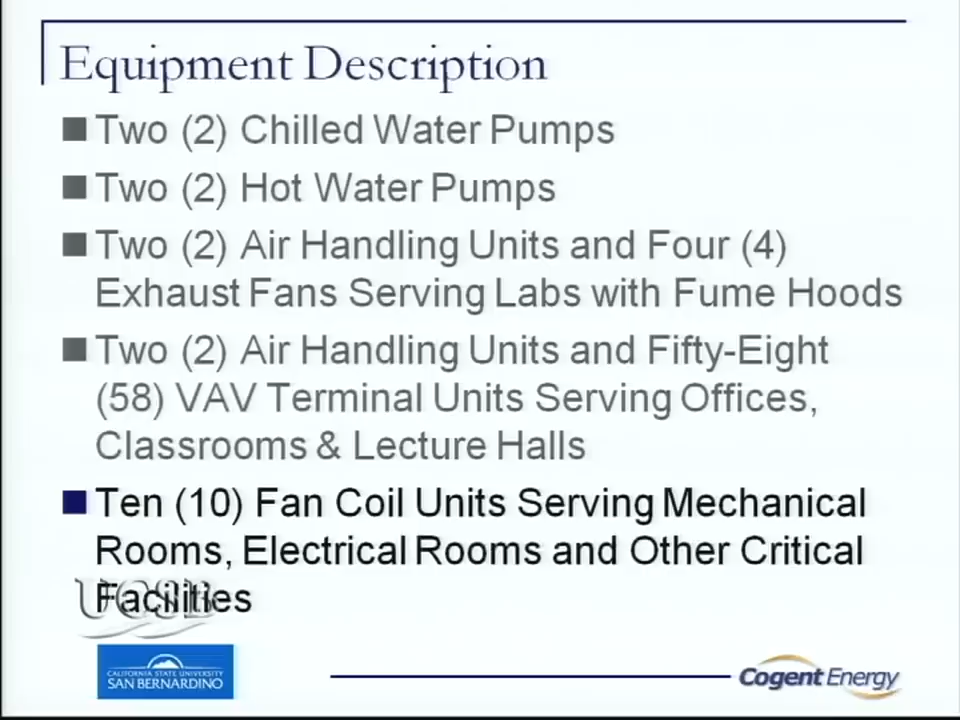 Equipment Description
Two (2) Chilled Water Pumps
Two (2) Hot Water Pumps
Two (2) Air Handling Units and Four (4)
Exhaust Fans Serving Labs with Fume Hoods
Two (2) Air Handling Units and Fifty-Eight
(58) VAV Terminal Units Serving Offices,
Classrooms & Lecture Halls
Ten (10) Fan Coil Units Serving Mechanical
Rooms, Electrical Rooms and Other Critical
Facilities
UCSB
CALIFORNIA STATE UNIVERSITY
SAN BERNARDINO
Cogent Energy